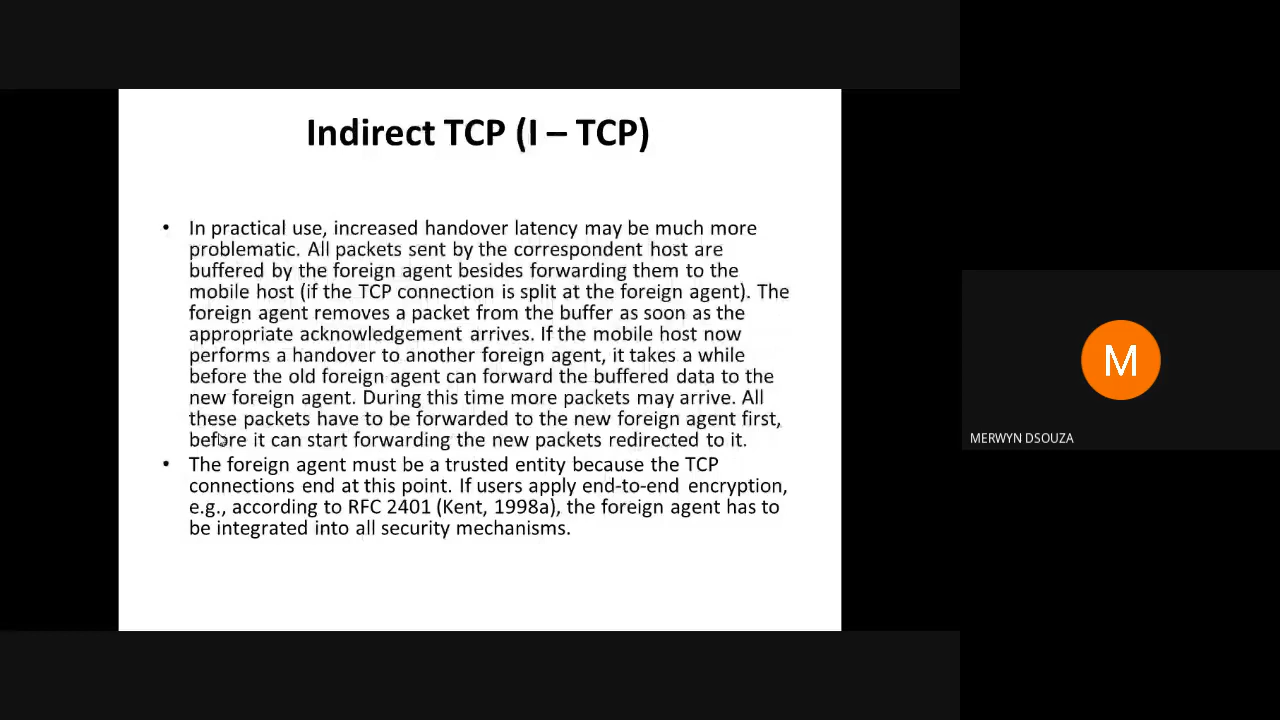 Indirect TCP (I – TCP)
• In practical use, increased handover latency may be much more
problematic. All packets sent by the correspondent host are
buffered by the foreign agent besides forwarding them to the
mobile host (if the TCP connection is split at the foreign agent). The
foreign agent removes a packet from the buffer as soon as the
appropriate acknowledgement arrives. If the mobile host now
performs a handover to another foreign agent, it takes a while
before the old foreign agent can forward the buffered data to the
new foreign agent. During this time more packets may arrive. All
these packets have to be forwarded to the new foreign agent first,
before it can start forwarding the new packets redirected to it.
• The foreign agent must be a trusted entity because the TCP
connections end at this point. If users apply end-to-end encryption,
e.g., according to RFC 2401 (Kent, 1998a), the foreign agent has to
be integrated into all security mechanisms.
M
MERWYN DSOUZA